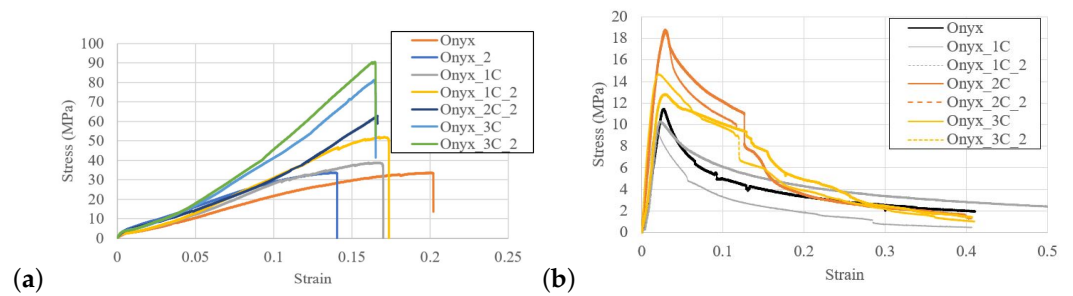 100
90
80
70
60
50
40
30
20
10
0
Stress (MPa)
0
0.05
0.1
0.15
0.2
0.25
Strain
Onyx
Onyx_2
Onyx_1C
Onyx_1C_2
Onyx_2C_2
Onyx_3C
Onyx_3C_2
(a)
20
18
16
14
12
10
8
6
4
2
0
Stress (MPa)
0
0.1
0.2
0.3
0.4
0.5
Strain
Onyx
Onyx_1C
Onyx_1C_2
Onyx_2C
Onyx_2C_2
Onyx_3C
Onyx_3C_2
(b)